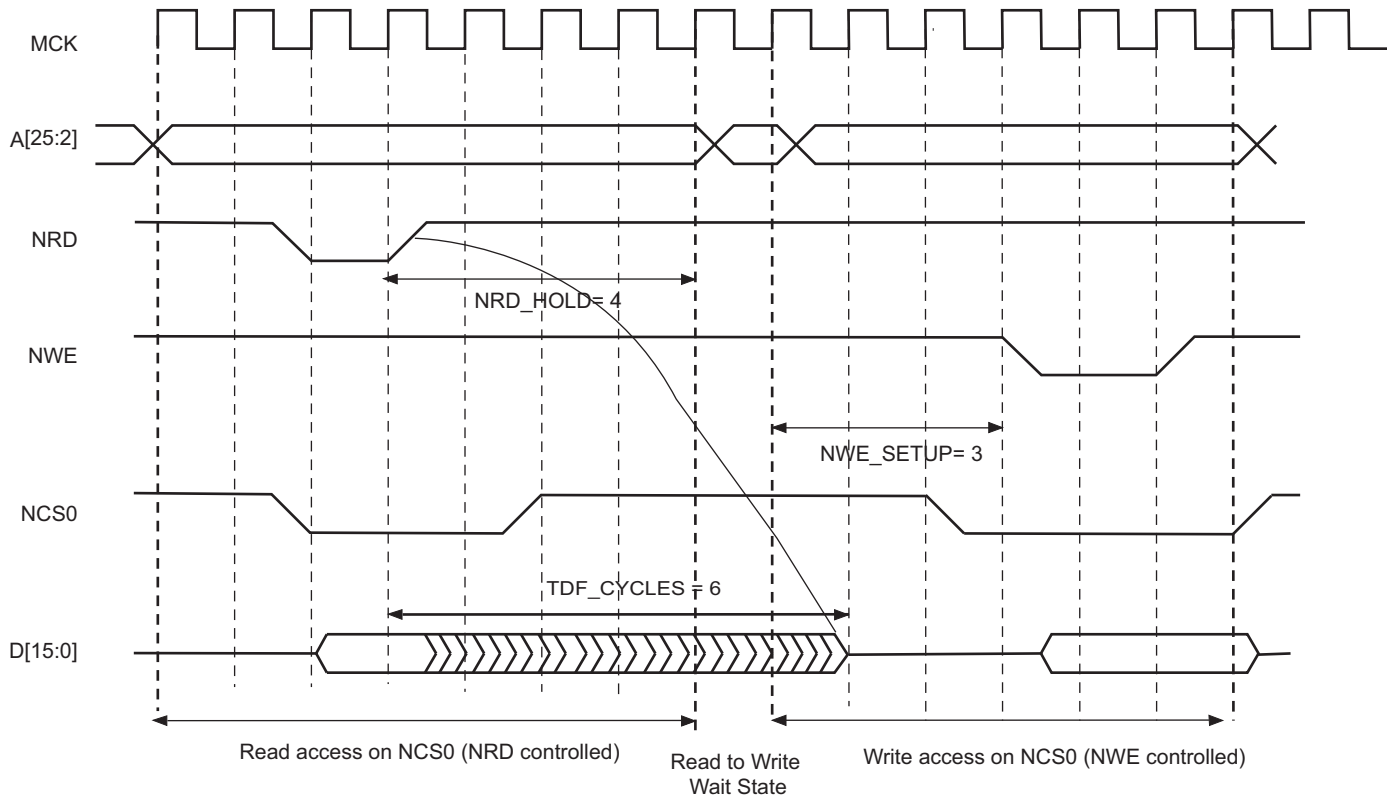 MCK
A[25:2]
NRD
NRD_HOLD= 4
NWE
NWE_SETUP= 3
NCS0
TDF_CYCLES = 6
D[15:0]
Read access on NCS0 (NRD controlled)
Read to Write
Wait State
Write access on NCS0 (NWE controlled)